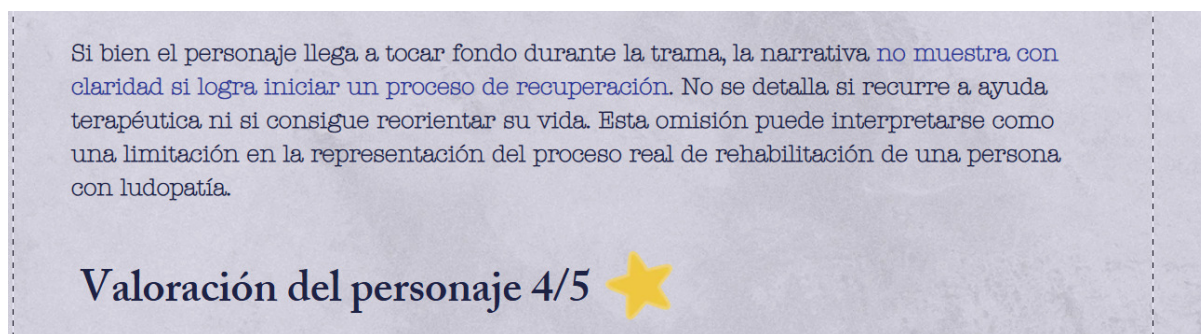 Si bien el personaje llega a tocar fondo durante la trama, la narrativa no muestra con
claridad si logra iniciar un proceso de recuperación. No se detalla si recurre a ayuda
terapéutica ni si consigue reorientar su vida. Esta omisión puede interpretarse como
una limitación en la representación del proceso real de rehabilitación de una persona
con ludopatía.
Valoración del personaje 4/5